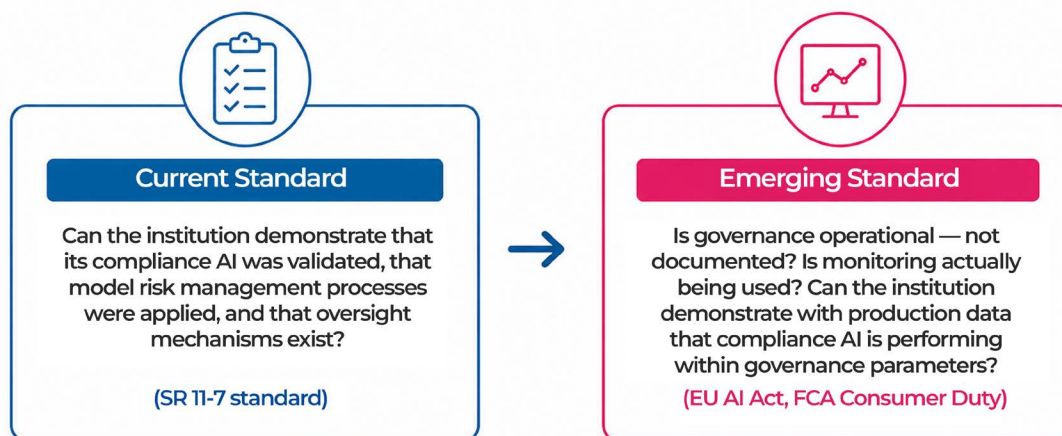 Current Standard
Can the institution demonstrate that
its compliance AI was validated, that
model risk management processes
were applied, and that oversight
mechanisms exist?
(SR 11-7 standard)
Emerging Standard
Is governance operational — not
documented? Is monitoring actually
being used? Can the institution
demonstrate with production data
that compliance AI is performing
within governance parameters?
(EU AI Act, FCA Consumer Duty)